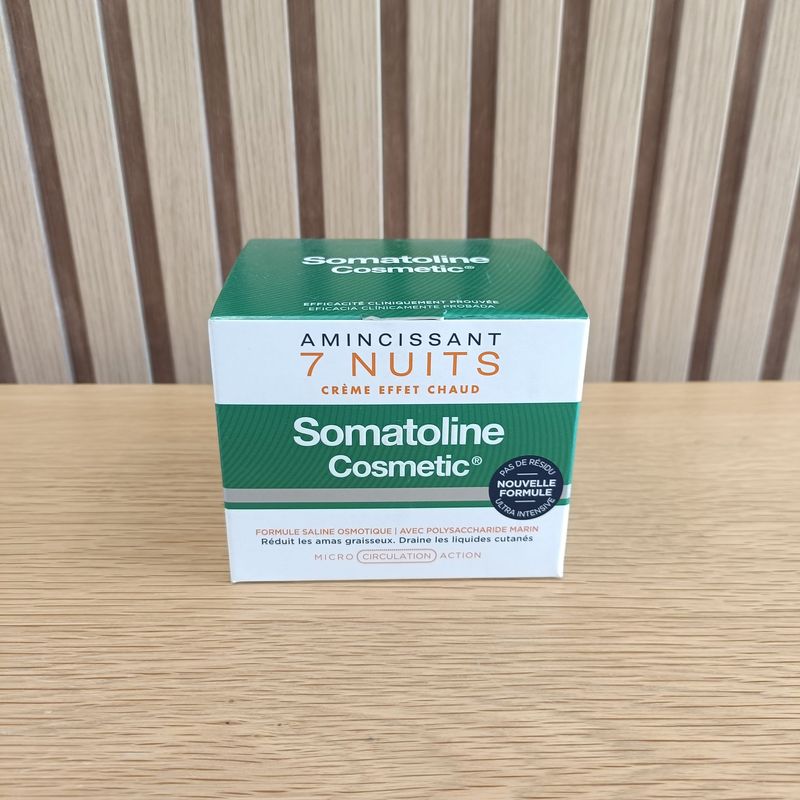 Somatoline
Cosmetic®
EFFICACITÉ CLINIQUEMENT PROUVÉE
EFICACIA CLÍNICAMENTE PROBADA
AMINCISSANT
7 NUITS
CRÈME EFFET CHAUD
Somatoline
Cosmetic®
PAS DE RÉSIDU
NOUVELLE
FORMULE
ULTRA INTENSIVE
FORMULE SALINE OSMOTIQUE | AVEC POLYSACCHARIDE MARIN
Réduit les amas graisseux. Draine les liquides cutanés
MICRO CIRCULATION ACTION